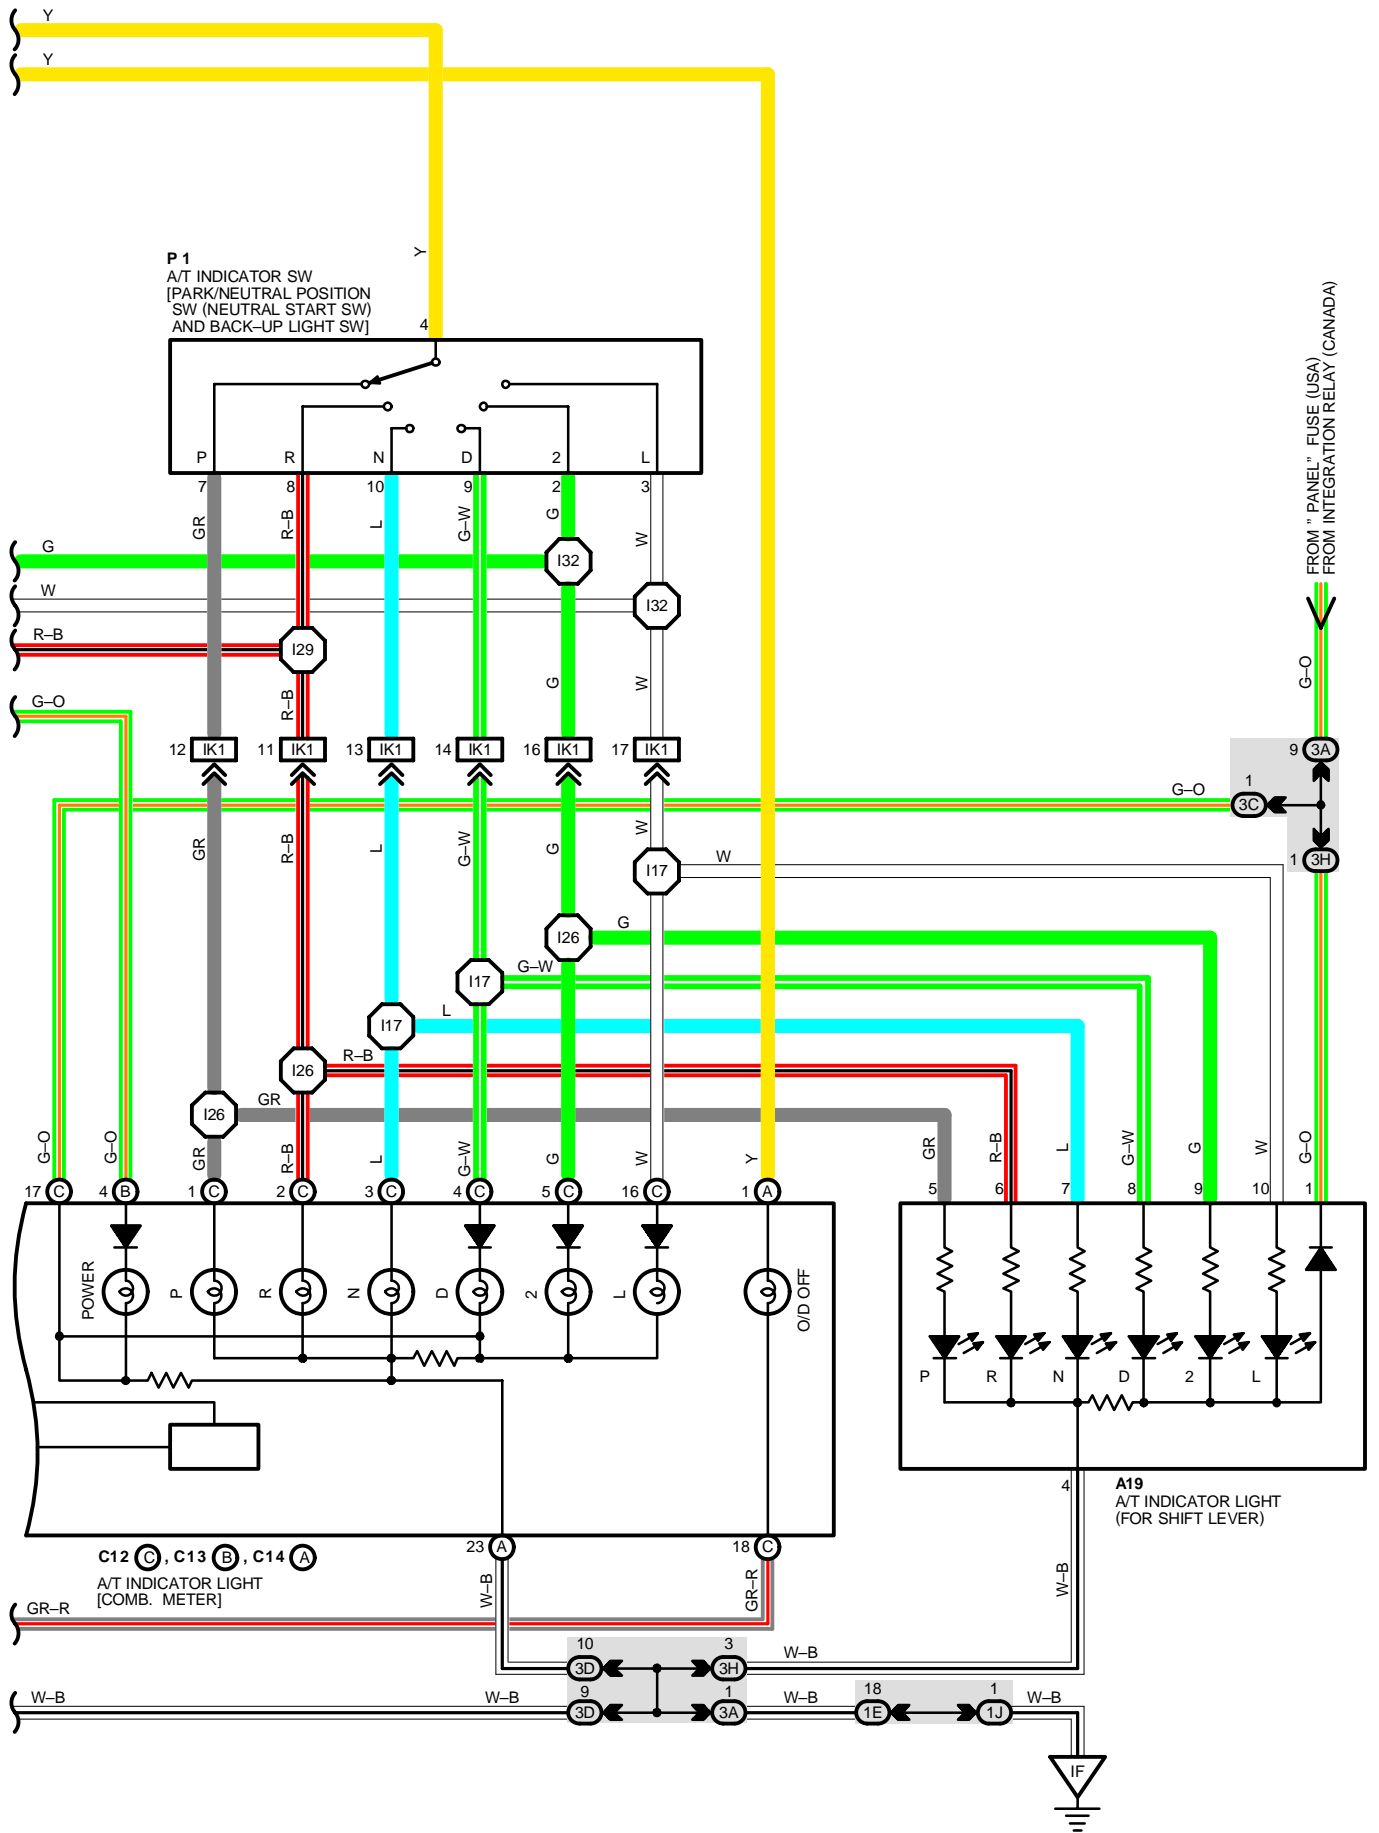 Y
Y
Y
P 1
A/T INDICATOR SW
[PARK/NEUTRAL POSITION
SW (NEUTRAL START SW)
AND BACK–UP LIGHT SW]
4
FROM ” PANEL” FUSE (USA)
FROM INTEGRATION RELAY (CANADA)
P R N D 2 L
7 8 10 9 2 3
GR R–B L G–W G W
G
I32
W
I32
R–B
I29
G–O
R–B G W
G–O
12 IK1 11 IK1 13 IK1 14 IK1 16 IK1 17 IK1
9 3A
1
G–O
3C
1 3H
GR R–B L G–W G W
I17 W
I26 G
I17 G–W
I17 L
I26 R–B
I26 GR
G–O G–O GR R–B L G–W G W Y
GR R–B L G–W G W G–O
17 C 4 B 1 C 2 C 3 C 4 C 5 C 16 C 1 A
5 6 7 8 9 10 1
POWER P R N D 2 L O/D OFF
P R N D 2 L
4
A19
A/T INDICATOR LIGHT
(FOR SHIFT LEVER)
23 A 18 C
C12 C , C13 B , C14 A
A/T INDICATOR LIGHT
[COMB. METER]
W–B GR–R W–B
GR–R
10 3
3D 3H W–B
9 1 18 1
W–B W–B 3D 3A W–B 1E 1J W–B
IF